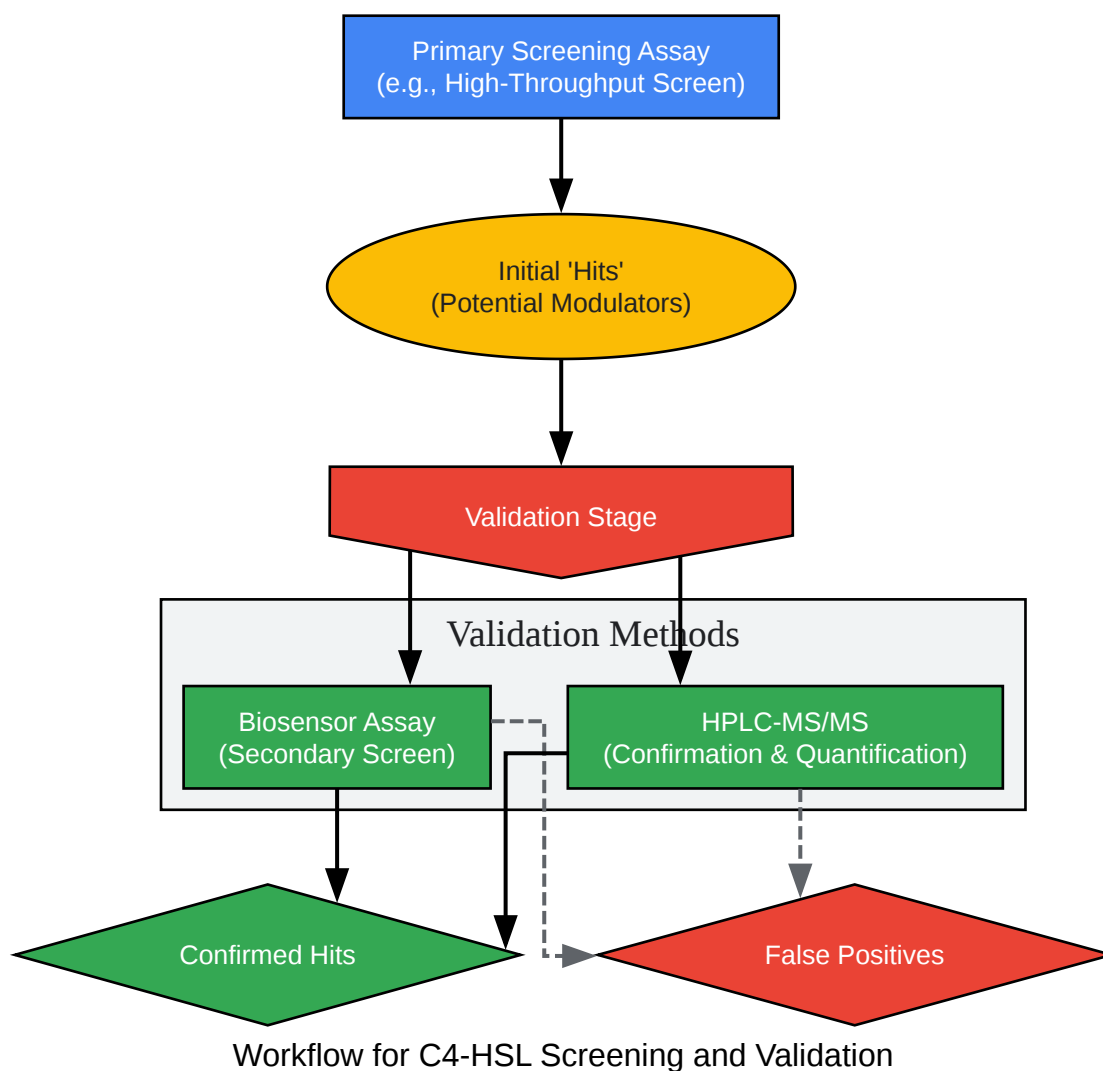 Primary Screening Assay
(e.g., High-Throughput Screen)
Initial 'Hits'
(Potential Modulators)
Validation Stage
Validation Methods
Biosensor Assay
(Secondary Screen)
HPLC-MS/MS
(Confirmation & Quantification)
Confirmed Hits
False Positives
Workflow for C4-HSL Screening and Validation